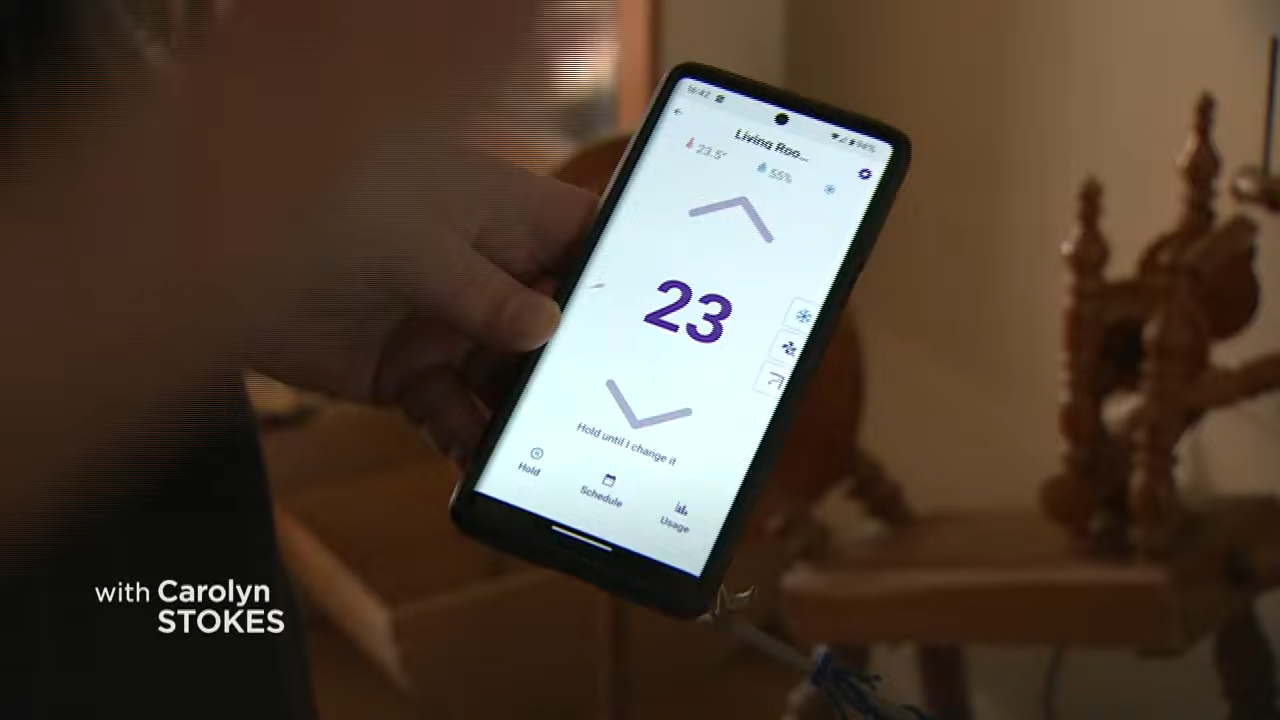 16:42
94%
Living Roo...
23.5°
55%
23
Hold until I change it
Hold
Schedule
Usage
with Carolyn
STOKES